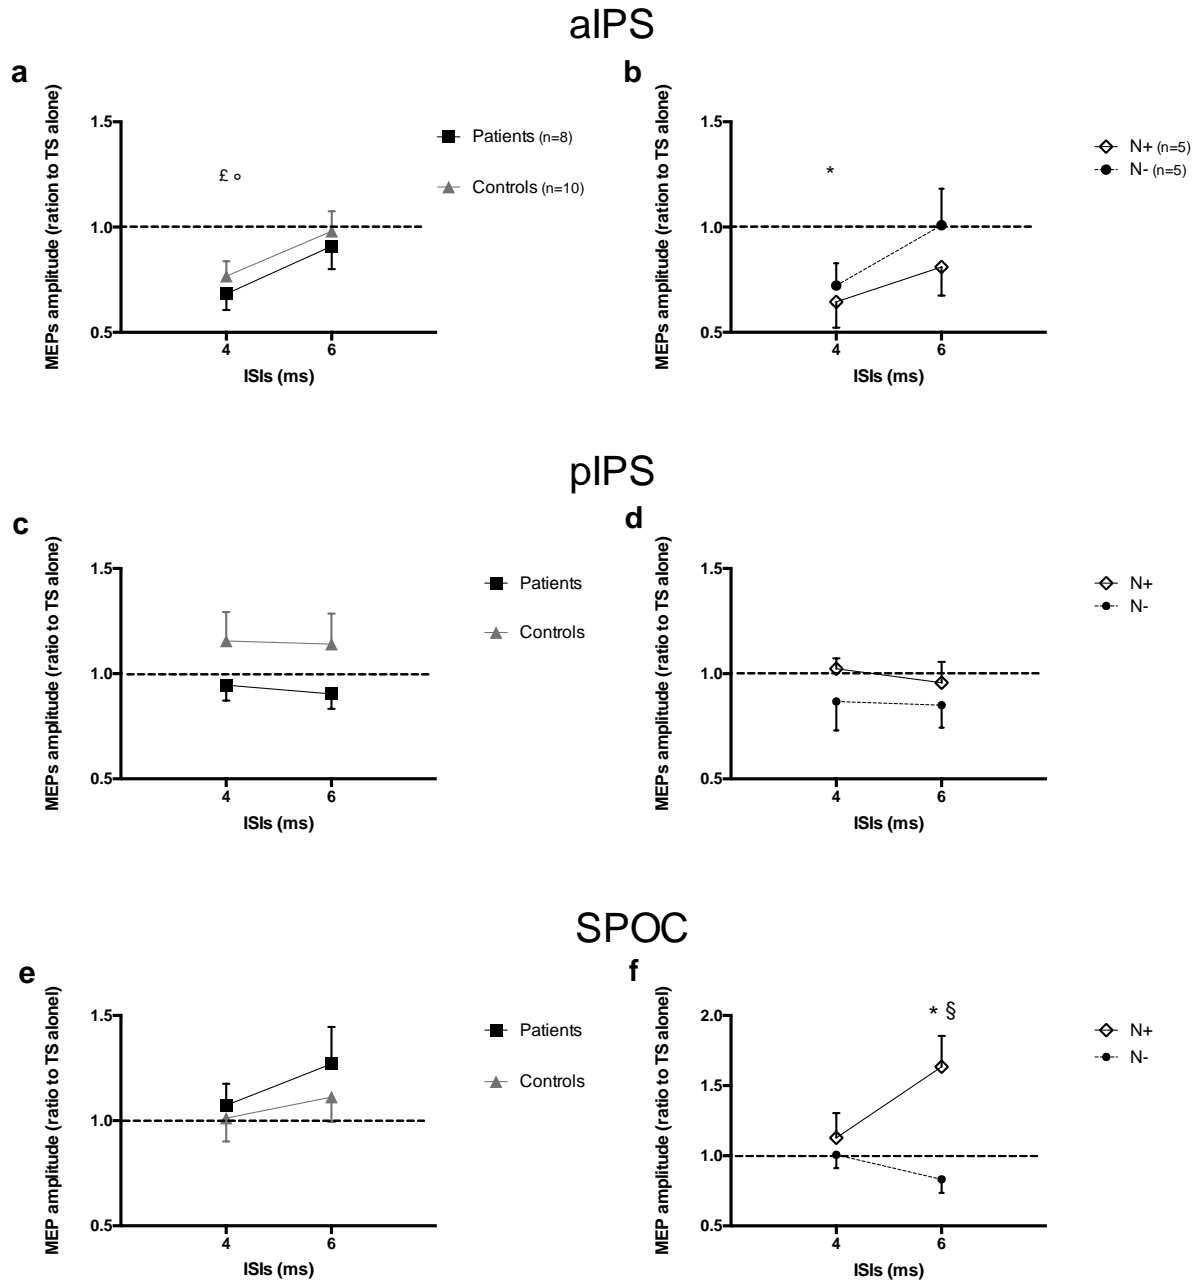 aIPS
a
MEPs amplitude (ration to TS alone)
1.5
1.0
0.5
4
6
ISIs (ms)
£ °
Patients (n=8)
Controls (n=10)
b
MEPs amplitude (ration to TS alone)
1.5
1.0
0.5
4
6
ISIs (ms)
*
N+ (n=5)
N- (n=5)
pIPS
c
MEPs amplitude (ratio to TS alone)
1.5
1.0
0.5
4
6
ISIs (ms)
Patients
Controls
d
MEPs amplitude (ratio to TS alone)
1.5
1.0
0.5
4
6
ISIs (ms)
N+
N-
SPOC
e
MEP amplitude (ratio to TS alonel)
1.5
1.0
0.5
4
6
ISIs (ms)
Patients
Controls
f
MEP amplitude (ratio to TS alone)
2.0
1.5
1.0
0.5
4
6
ISIs (ms)
* §
N+
N-